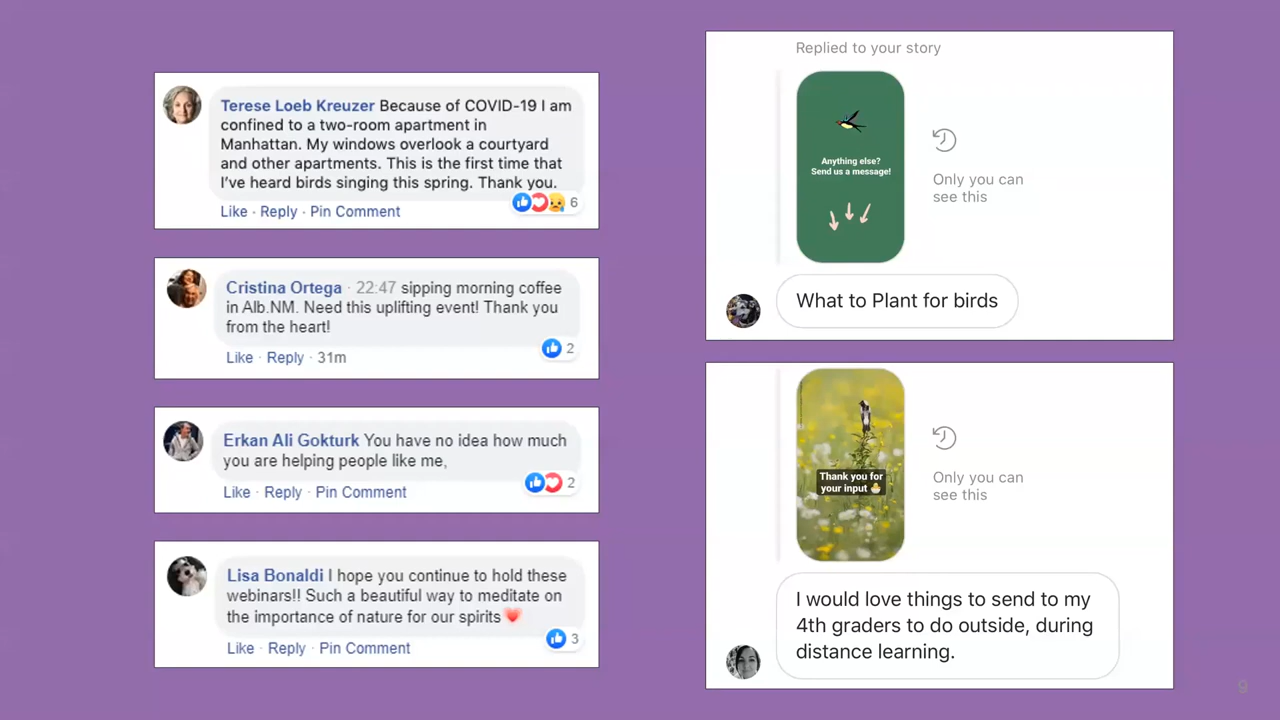 Terese Loeb Kreuzer Because of COVID-19 I am
confined to a two-room apartment in
Manhattan. My windows overlook a courtyard
and other apartments. This is the first time that
I've heard birds singing this spring. Thank you.
6
Like · Reply · Pin Comment
Cristina Ortega · 22:47 sipping morning coffee
in Alb.NM. Need this uplifting event! Thank you
from the heart!
2
Like · Reply · 31m
Erkan Ali Gokturk You have no idea how much
you are helping people like me,
2
Like · Reply · Pin Comment
Lisa Bonaldi I hope you continue to hold these
webinars!! Such a beautiful way to meditate on
the importance of nature for our spirits
3
Like · Reply · Pin Comment
Replied to your story
Anything else?
Send us a message!
Only you can
see this
What to Plant for birds
Thank you for
your input
Only you can
see this
I would love things to send to my
4th graders to do outside, during
distance learning.
9